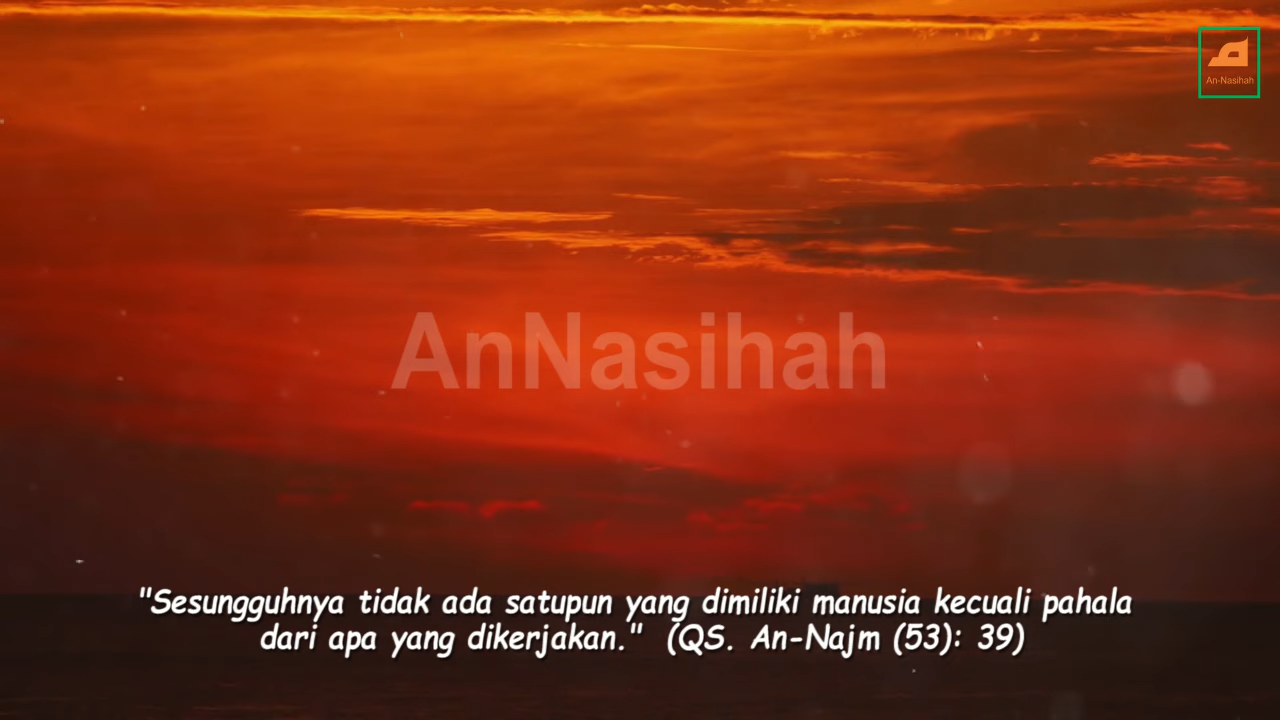 An-Nasihah
AnNasihah
"Sesungguhnya tidak ada satupun yang dimiliki manusia kecuali pahala
dari apa yang dikerjakan." (QS. An-Najm (53): 39)